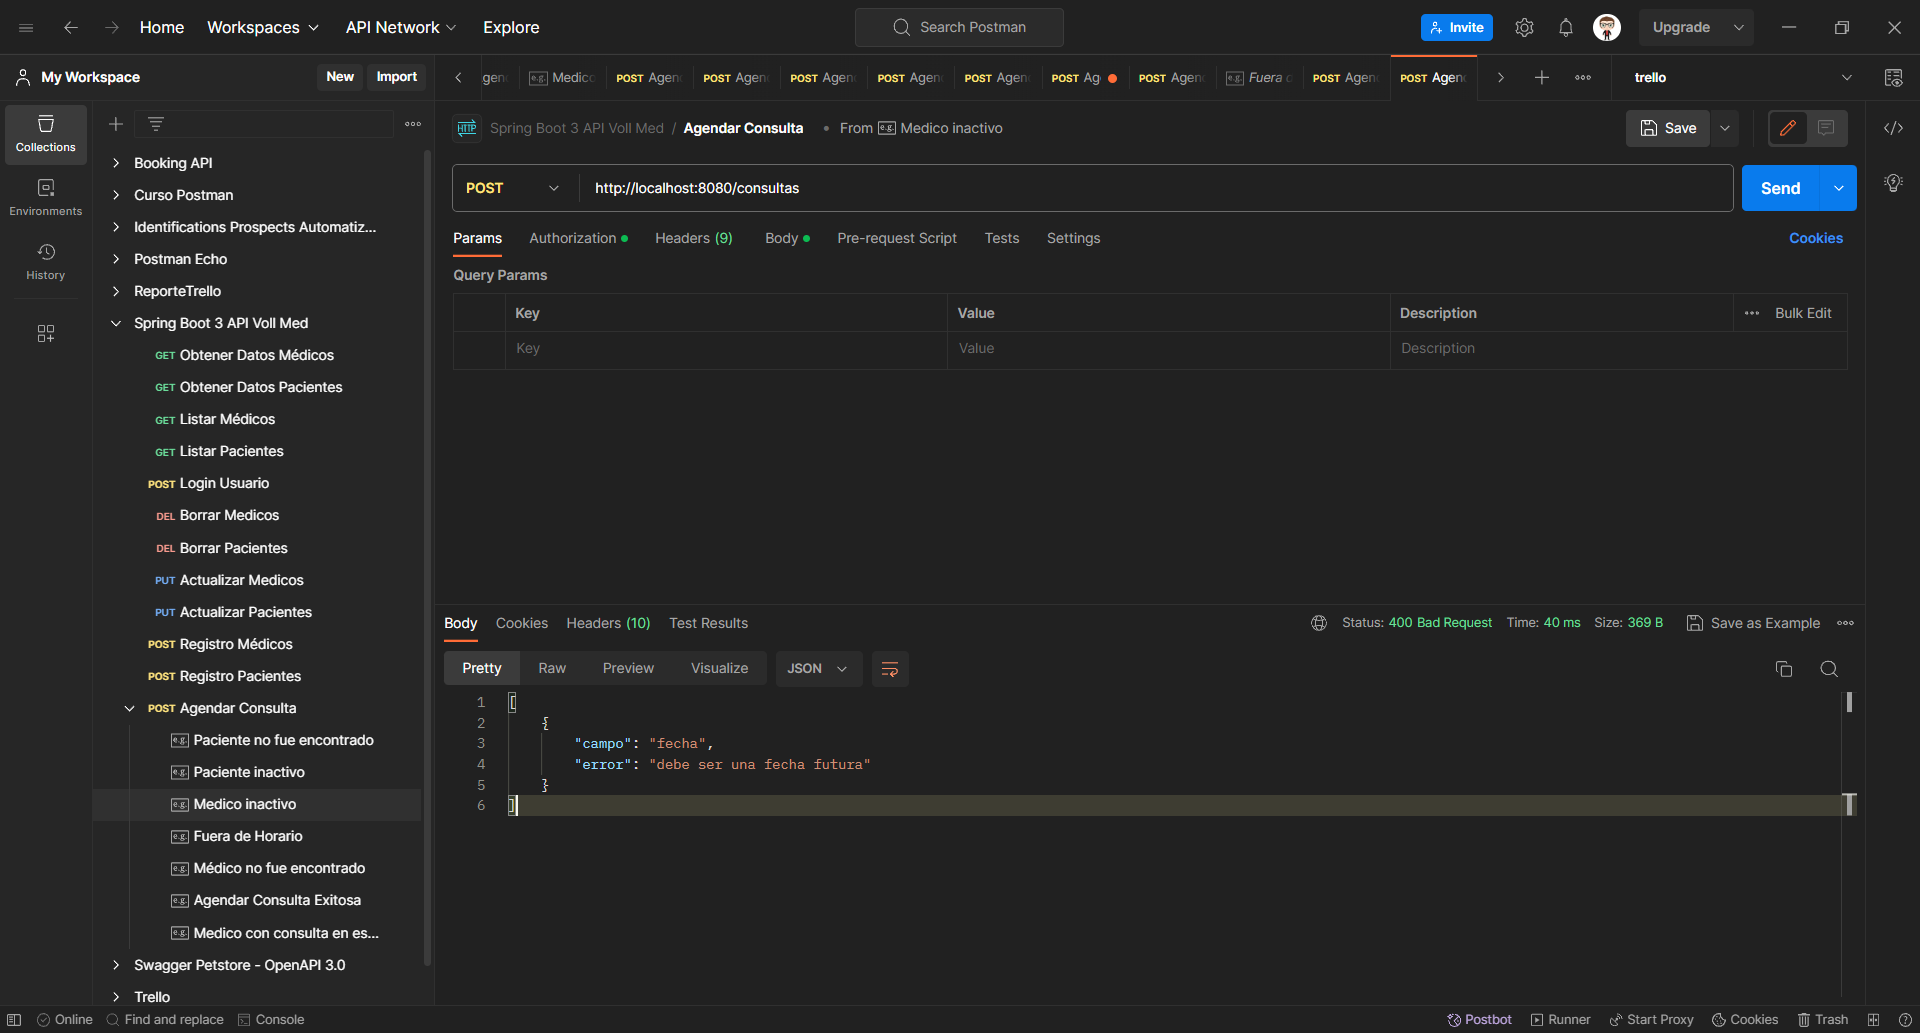 Home Workspaces API Network Explore Search Postman Invite Upgrade
My Workspace New Import
gen e.g. Medic POST Agen POST Agen POST Agen POST Agen POST Agen POST Ag POST Agen e.g. Fuera POST Agen POST Agen trello
Collections
Environments
History
Booking API
Curso Postman
Identifications Prospects Automatiz...
Postman Echo
ReporteTrello
Spring Boot 3 API Voll Med
GET Obtener Datos Médicos
GET Obtener Datos Pacientes
GET Listar Médicos
GET Listar Pacientes
POST Login Usuario
DEL Borrar Medicos
DEL Borrar Pacientes
PUT Actualizar Medicos
PUT Actualizar Pacientes
POST Registro Médicos
POST Registro Pacientes
POST Agendar Consulta
e.g. Paciente no fue encontrado
e.g. Paciente inactivo
e.g. Medico inactivo
e.g. Fuera de Horario
e.g. Médico no fue encontrado
e.g. Agendar Consulta Exitosa
e.g. Medico con consulta en es...
Swagger Petstore - OpenAPI 3.0
Trello
HTTP Spring Boot 3 API Voll Med / Agendar Consulta • From e.g. Medico inactivo Save
POST http://localhost:8080/consultas Send
Params Authorization Headers (9) Body Pre-request Script Tests Settings Cookies
Query Params
Key Value Description ••• Bulk Edit
Key Value Description
Body Cookies Headers (10) Test Results Status: 400 Bad Request Time: 40 ms Size: 369 B Save as Example
Pretty Raw Preview Visualize JSON
1 [
2 {
3 "campo": "fecha",
4 "error": "debe ser una fecha futura"
5 }
6 ]
Online Find and replace Console Postbot Runner Start Proxy Cookies Trash